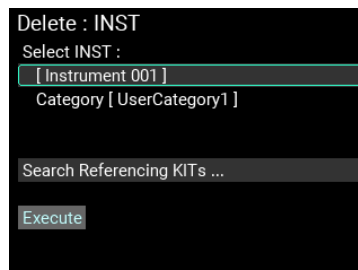 Delete : INST
Select INST :
[ Instrument 001 ]
Category [ UserCategory1 ]
Search Referencing KITs ...
Execute